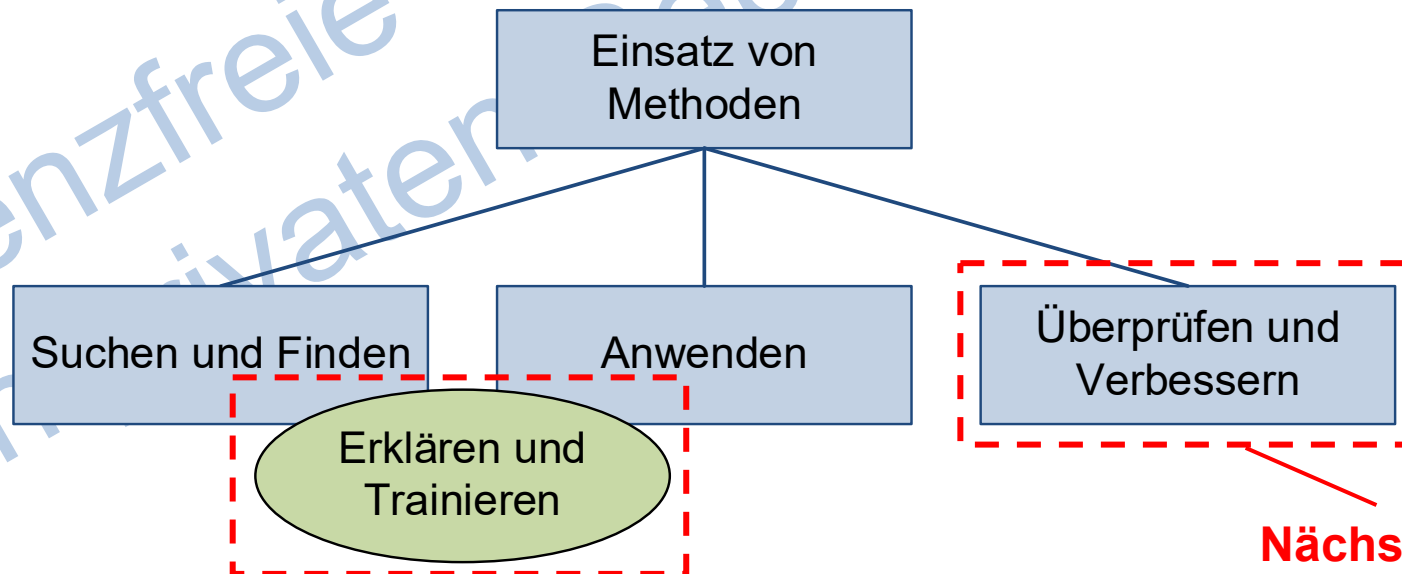 Einsatz von
Methoden
Suchen und Finden
Anwenden
Überprüfen und
Verbessern
Erklären und
Trainieren
Nächs